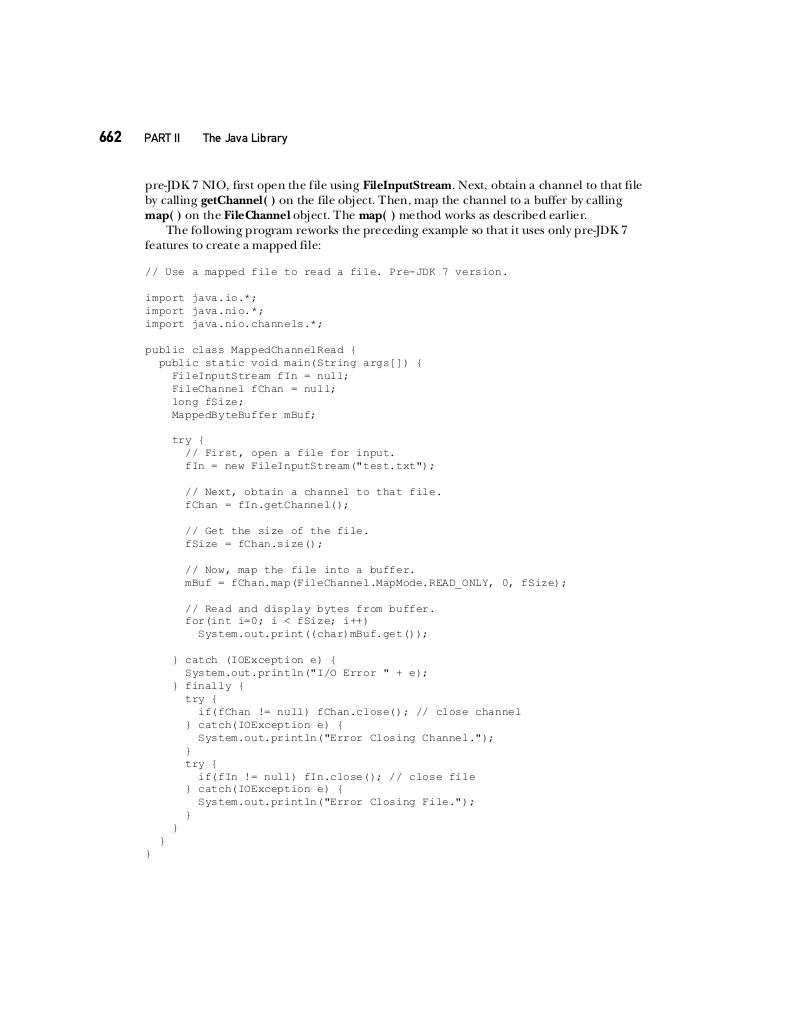 662 PART II The Java Library
pre-JDK 7 NIO, first open the file using FileInputStream. Next, obtain a channel to that file
by calling getChannel( ) on the file object. Then, map the channel to a buffer by calling
map( ) on the FileChannel object. The map( ) method works as described earlier.
The following program reworks the preceding example so that it uses only pre-JDK 7
features to create a mapped file:
// Use a mapped file to read a file. Pre-JDK 7 version.
import java.io.*;
import java.nio.*;
import java.nio.channels.*;
public class MappedChannelRead {
  public static void main(String args[]) {
    FileInputStream fIn = null;
    FileChannel fChan = null;
    long fSize;
    MappedByteBuffer mBuf;
    try {
      // First, open a file for input.
      fIn = new FileInputStream("test.txt");
      // Next, obtain a channel to that file.
      fChan = fIn.getChannel();
      // Get the size of the file.
      fSize = fChan.size();
      // Now, map the file into a buffer.
      mBuf = fChan.map(FileChannel.MapMode.READ_ONLY, 0, fSize);
      // Read and display bytes from buffer.
      for(int i=0; i < fSize; i++)
        System.out.print((char)mBuf.get());
    } catch (IOException e) {
      System.out.println("I/O Error " + e);
    } finally {
      try {
        if(fChan != null) fChan.close(); // close channel
      } catch(IOException e) {
        System.out.println("Error Closing Channel.");
      }
      try {
        if(fIn != null) fIn.close(); // close file
      } catch(IOException e) {
        System.out.println("Error Closing File.");
      }
    }
  }
}